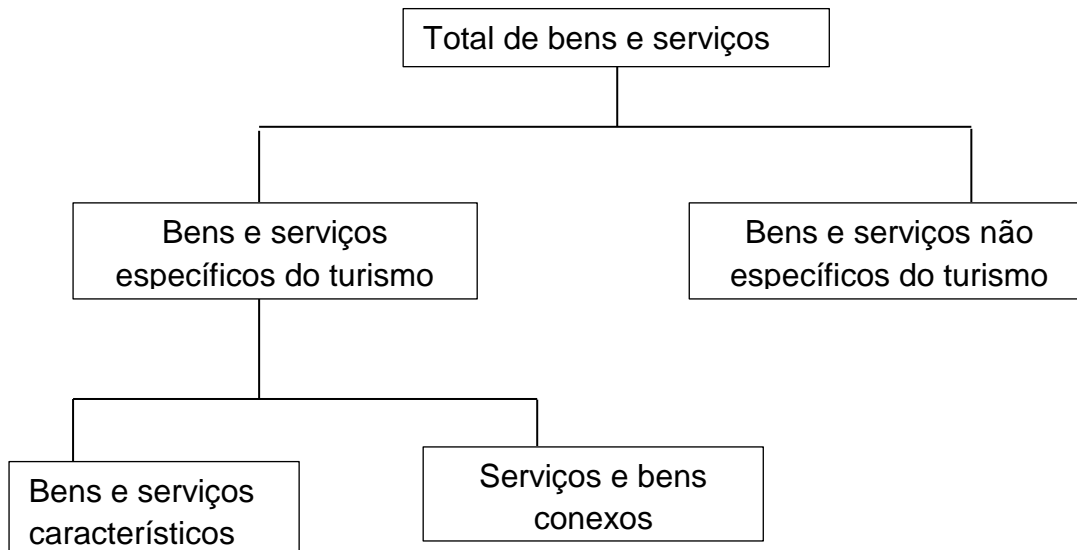 Total de bens e serviços
Bens e serviços
específicos do turismo
Bens e serviços não
específicos do turismo
Bens e serviços
característicos
Serviços e bens
conexos